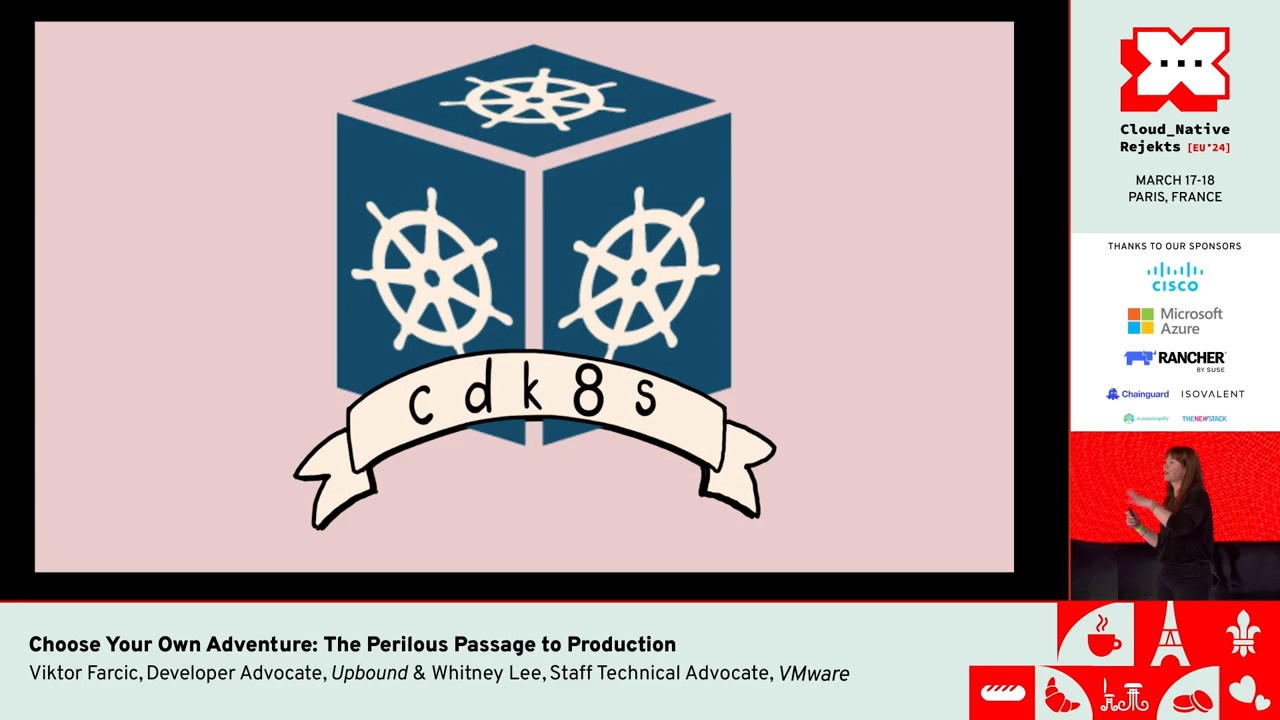 cdk8s
Cloud_Native
Rejekts [EU'24]
MARCH 17-18
PARIS, FRANCE
THANKS TO OUR SPONSORS
CISCO
Microsoft
Azure
RANCHER
BY SUSE
Chainguard
ISOVALENT
Kubesimplify
THENEWSTACK
Choose Your Own Adventure: The Perilous Passage to Production
Viktor Farcic, Developer Advocate, Upbound & Whitney Lee, Staff Technical Advocate, VMware